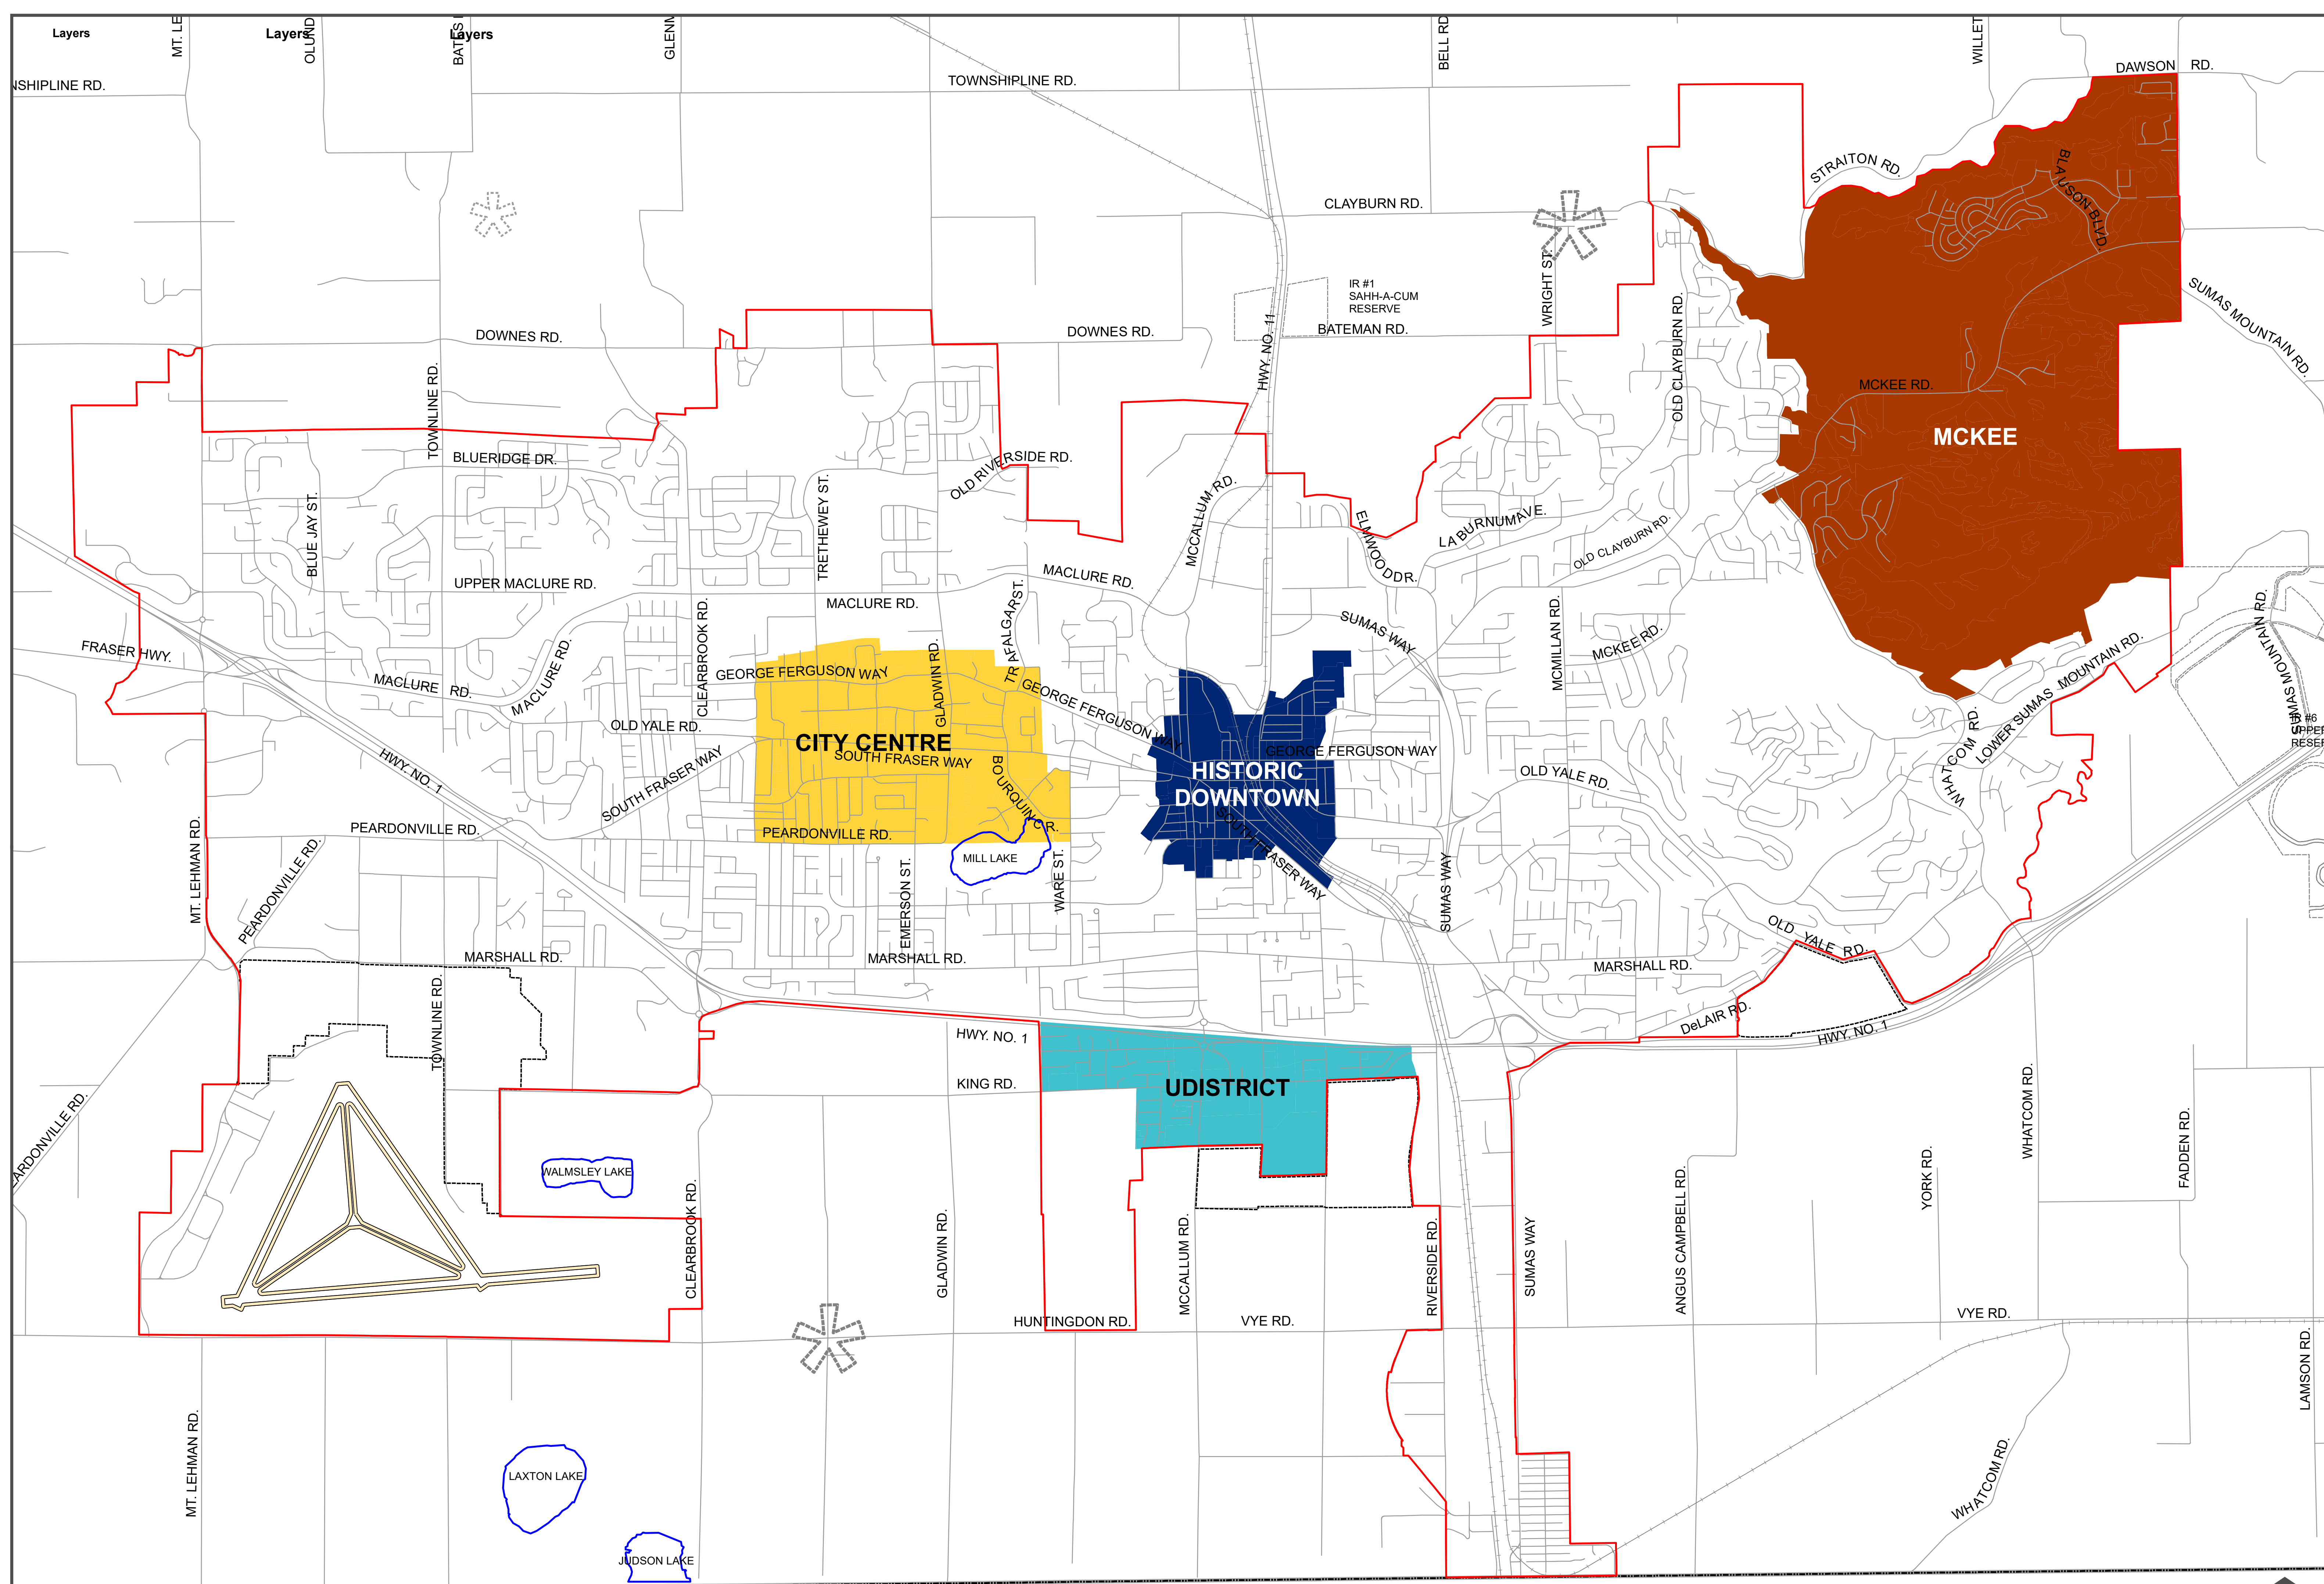 Layers
Layers
Layers
MT. LE
OLUND
BATES
GLENN
BELL RD
WILLET
DAWSON RD.
NSHIPLINE RD.
TOWNSHIPLINE RD.
STRAITON RD.
BLAUSON BLVD
CLAYBURN RD.
WRIGHT ST.
IR #1
SAHH-A-CUM
RESERVE
BATEMAN RD.
HWY. NO. 11
OLD CLAYBURN RD.
SUMAS MOUNTAIN RD.
DOWNES RD.
DOWNES RD.
TOWNLINE RD.
MCKEE RD.
MCKEE
BLUERIDGE DR.
OLD RIVERSIDE RD.
BLUE JAY ST.
TRETHEWEY ST.
MCCALLUM RD.
ELMWOOD DR.
LABURNUM AVE.
OLD CLAYBURN RD.
UPPER MACLURE RD.
MACLURE RD.
MACLURE RD.
CLEARBROOK RD.
TRAFALGAR ST.
SUMAS WAY
MCMILLAN RD.
MCKEE RD.
FRASER HWY.
MACLURE RD.
MACLURE RD.
GEORGE FERGUSON WAY
GLADWIN RD.
GEORGE FERGUSON WAY
LOWER SUMAS MOUNTAIN RD.
SUMAS MOUNTAIN RD.
IR #6
UPPER
RESER
OLD YALE RD.
CITY CENTRE
SOUTH FRASER WAY
SOUTH FRASER WAY
GEORGE FERGUSON WAY
HISTORIC
DOWNTOWN
OLD YALE RD.
WHATCOM RD.
HWY. NO. 1
BOURQUIN CR.
SOUTH FRASER WAY
PEARDONVILLE RD.
PEARDONVILLE RD.
MT. LEHMAN RD.
PEARDONVILLE RD.
MILL LAKE
EMERSON ST.
WARE ST.
SUMAS WAY
OLD YALE RD.
MARSHALL RD.
MARSHALL RD.
MARSHALL RD.
TOWNLINE RD.
DeLAIR RD.
HWY. NO. 1
HWY. NO. 1
KING RD.
UDISTRICT
EARDONVILLE RD.
WALMSLEY LAKE
CLEARBROOK RD.
GLADWIN RD.
MCCALLUM RD.
RIVERSIDE RD.
SUMAS WAY
ANGUS CAMPBELL RD.
YORK RD.
WHATCOM RD.
FADDEN RD.
HUNTINGDON RD.
VYE RD.
VYE RD.
LAMSON RD.
MT. LEHMAN RD.
LAXTON LAKE
JUDSON LAKE
WHATCOM RD.